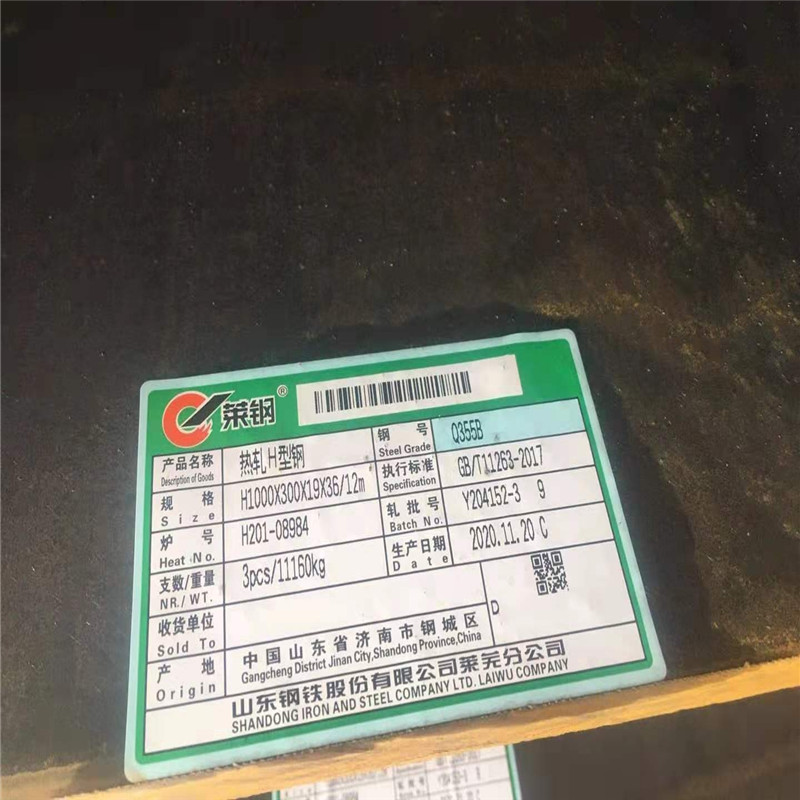 莱钢®
产品名称 热轧H型钢 钢 号 Q355B
Description of Goods Steel Grade
规 格 H1000X300X19X36/12m 执行标准 GB/T11263-2017
Size Specification
炉 号 H201-08984 轧批号 Y204152-3 9
Heat No. Batch No.
支数/重量 3pcs/11160kg 生产日期 2020.11.20 C
NR./ WT. Date
收货单位
Sold To D
产 地 中国山东省济南市钢城区
Origin Gangcheng District Jinan City,Shandong Province,China
山东钢铁股份有限公司莱芜分公司
SHANDONG IRON AND STEEL COMPANY LTD. LAIWU COMPANY